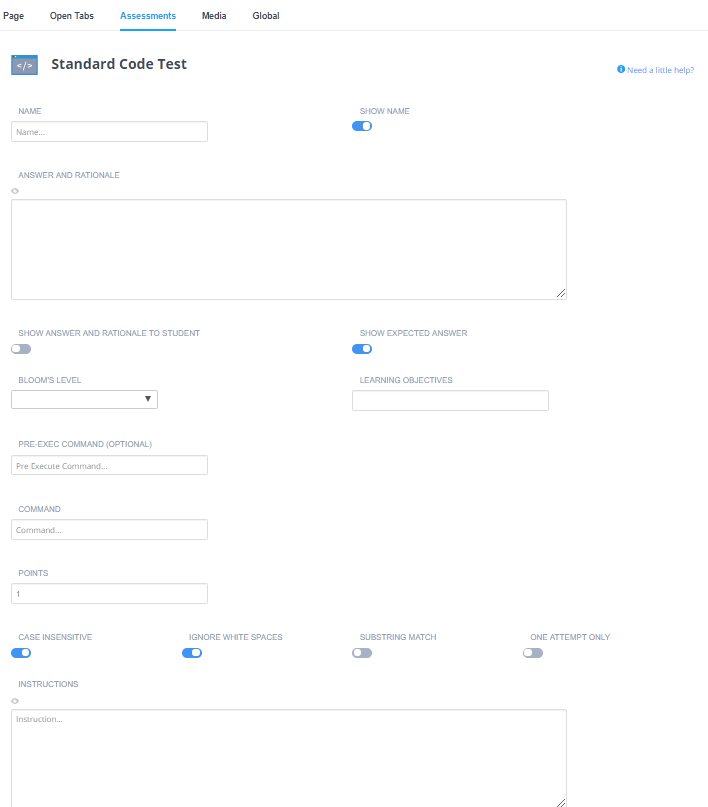 Page Open Tabs Assessments Media Global
</> Standard Code Test
Need a little help?
NAME SHOW NAME
Name...
ANSWER AND RATIONALE
SHOW ANSWER AND RATIONALE TO STUDENT SHOW EXPECTED ANSWER
BLOOM'S LEVEL LEARNING OBJECTIVES
PRE-EXEC COMMAND (OPTIONAL)
Pre Execute Command...
COMMAND
Command...
POINTS
1
CASE INSENSITIVE IGNORE WHITE SPACES SUBSTRING MATCH ONE ATTEMPT ONLY
INSTRUCTIONS
Instruction...